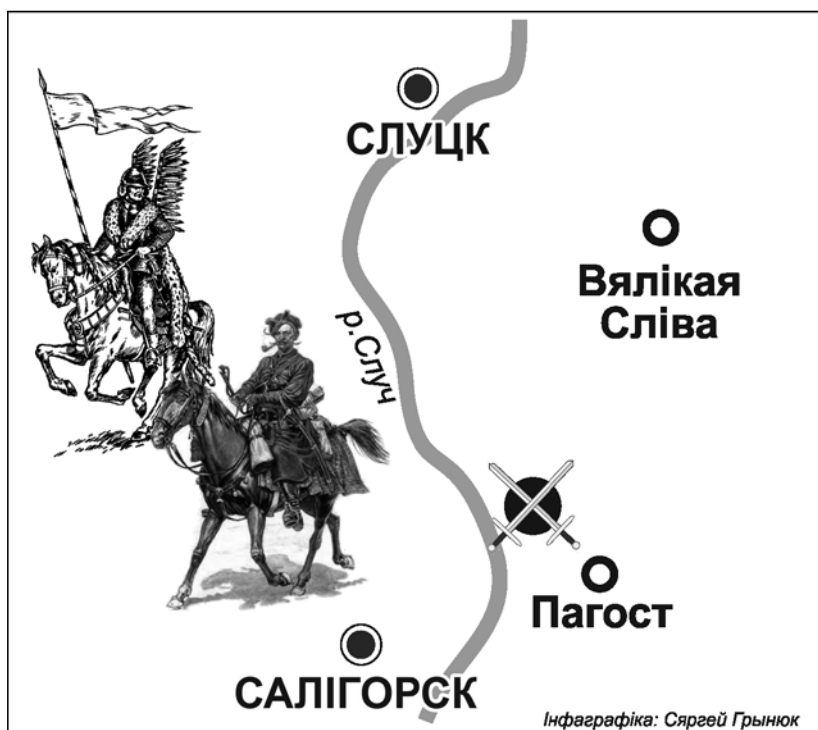 СЛУЦК
Вялікая
Сліва
р.Случ
Пагост
САЛІГОРСК
Інфаграфіка: Сяргей Грынюк